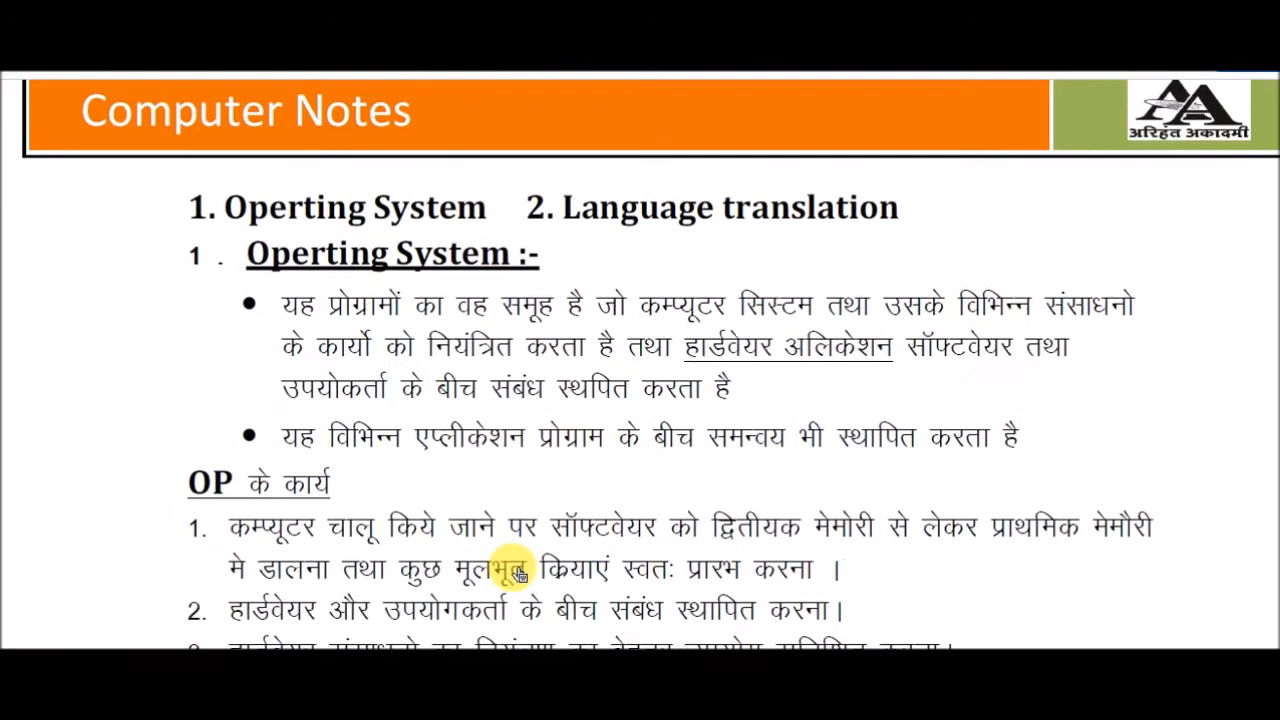 Computer Notes
अरिहंत अकादमी
1. Operting System 2. Language translation
1 . Operting System :-
• यह प्रोग्रामों का वह समूह है जो कम्प्यूटर सिस्टम तथा उसके विभिन्न संसाधनो
के कार्यो को नियंत्रित करता है तथा हार्डवेयर अलिकेशन सॉफ्टवेयर तथा
उपयोकर्ता के बीच संबंध स्थपित करता है
• यह विभिन्न एप्लीकेशन प्रोग्राम के बीच समन्वय भी स्थापित करता है
OP के कार्य
1. कम्प्यूटर चालू किये जाने पर सॉफ्टवेयर को द्वितीयक मेमोरी से लेकर प्राथमिक मेमौरी
मे डालना तथा कुछ मूलभूत कियाएं स्वतः प्रारभ करना ।
2. हार्डवेयर और उपयोगकर्ता के बीच संबंध स्थापित करना।